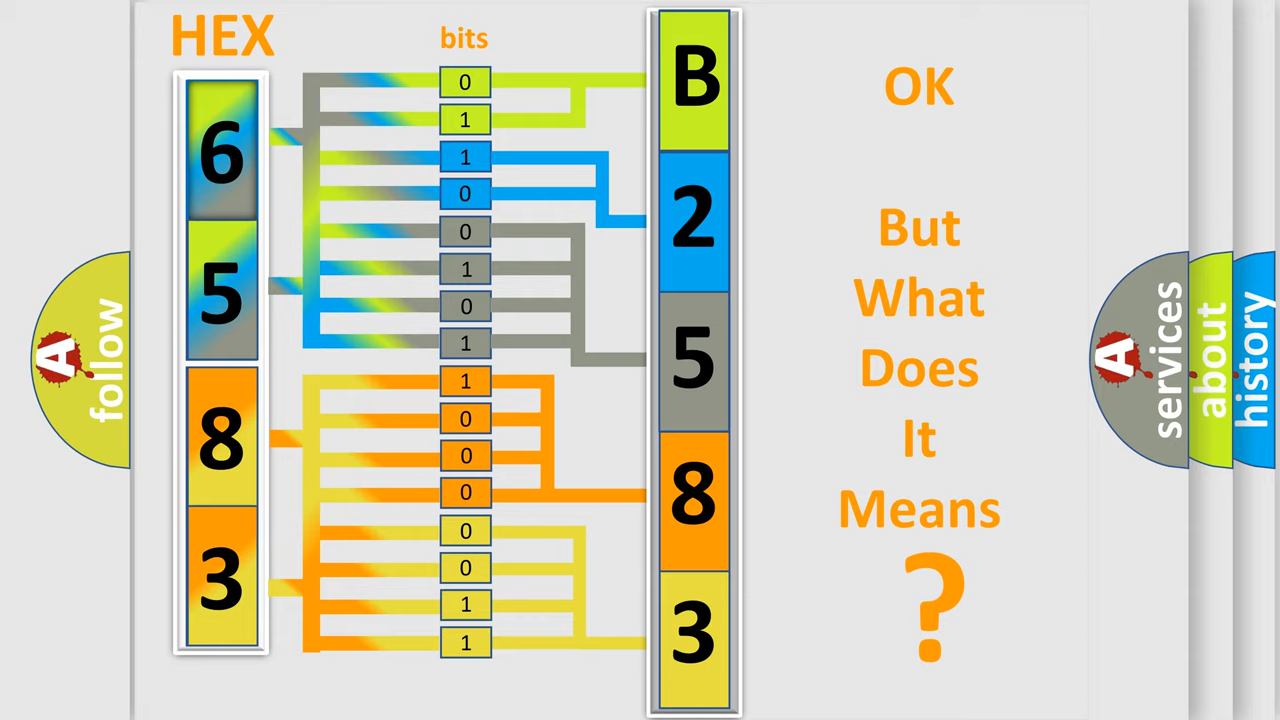 HEX
bits
6
5
8
3
0
1
1
0
0
1
0
1
1
0
0
0
0
0
1
1
B
2
5
8
3
OK
But
What
Does
It
Means
?
A
follow
A
services
about
history